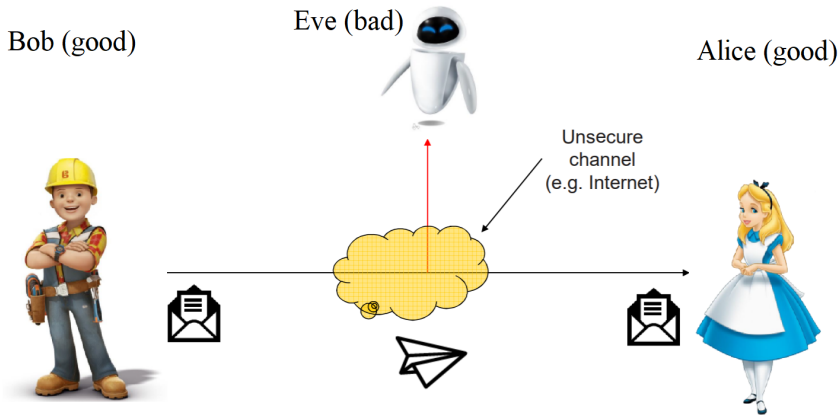 Bob (good)
Eve (bad)
Alice (good)
Unsecure
channel
(e.g. Internet)
B